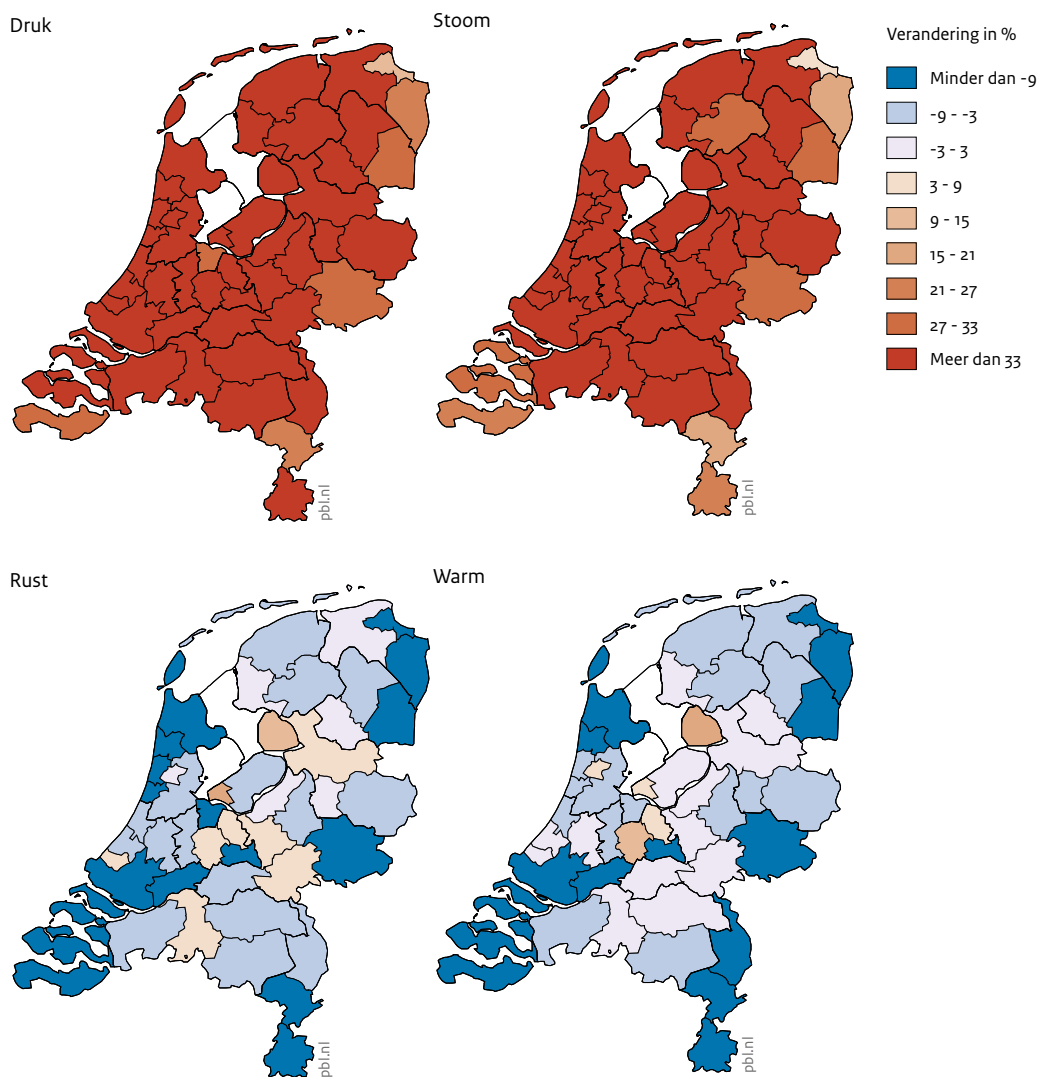 Druk
Stoom
Verandering in %
Minder dan -9
-9 - -3
-3 - 3
3 - 9
9 - 15
15 - 21
21 - 27
27 - 33
Meer dan 33
pbl.nl
pbl.nl
Rust
Warm
pbl.nl
pbl.nl